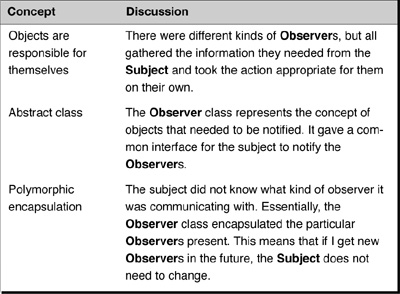 Concept Discussion
Objects are There were different kinds of Observers, but all
responsible for gathered the information they needed from the
themselves Subject and took the action appropriate for them
on their own.
Abstract class The Observer class represents the concept of
objects that needed to be notified. It gave a com-
mon interface for the subject to notify the
Observers.
Polymorphic The subject did not know what kind of observer it
encapsulation was communicating with. Essentially, the
Observer class encapsulated the particular
Observers present. This means that if I get new
Observers in the future, the Subject does not
need to change.